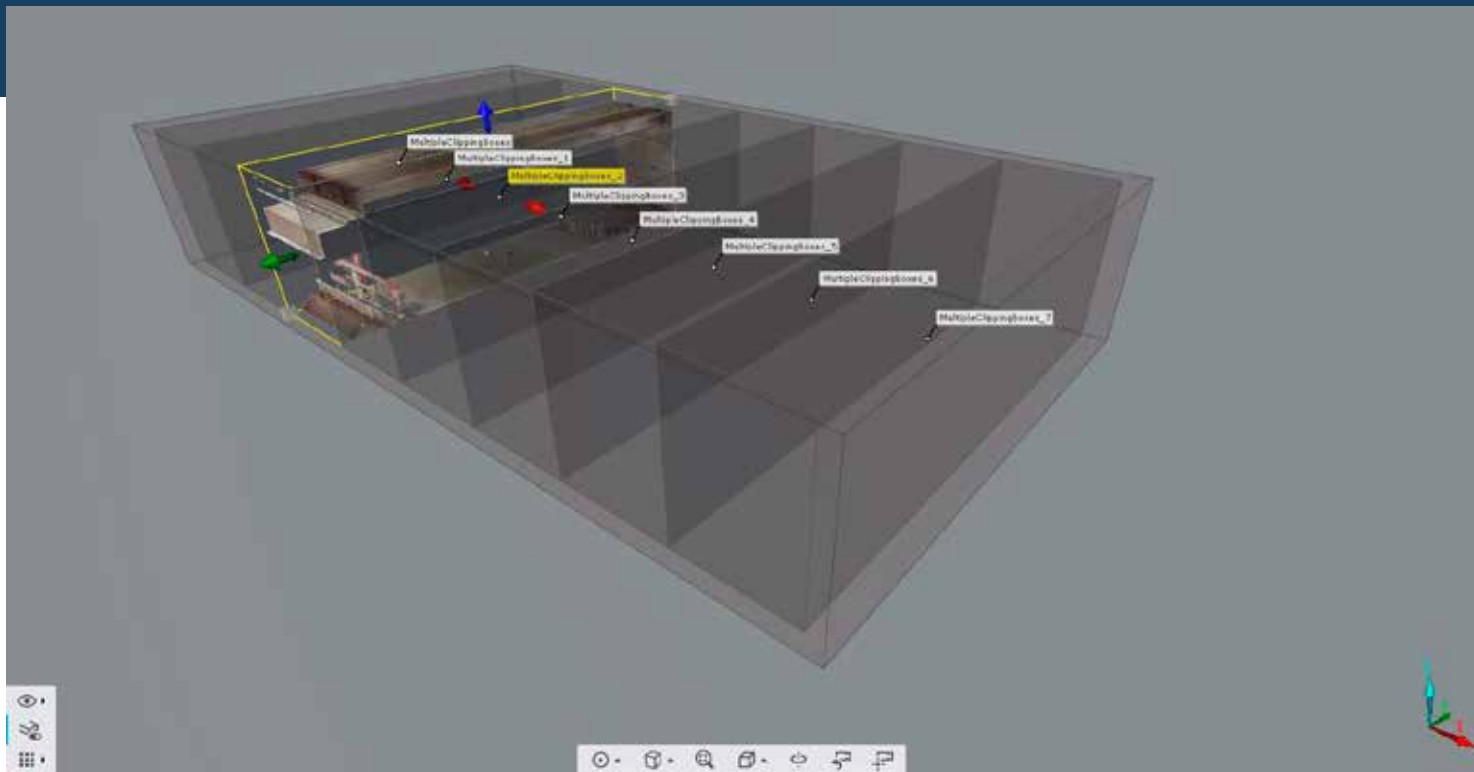 MultipleClippingBoxes
MultipleClippingBoxes_1
MultipleClippingBoxes_2
MultipleClippingBoxes_3
MultipleClippingBoxes_4
MultipleClippingBoxes_5
MultipleClippingBoxes_6
MultipleClippingBoxes_7